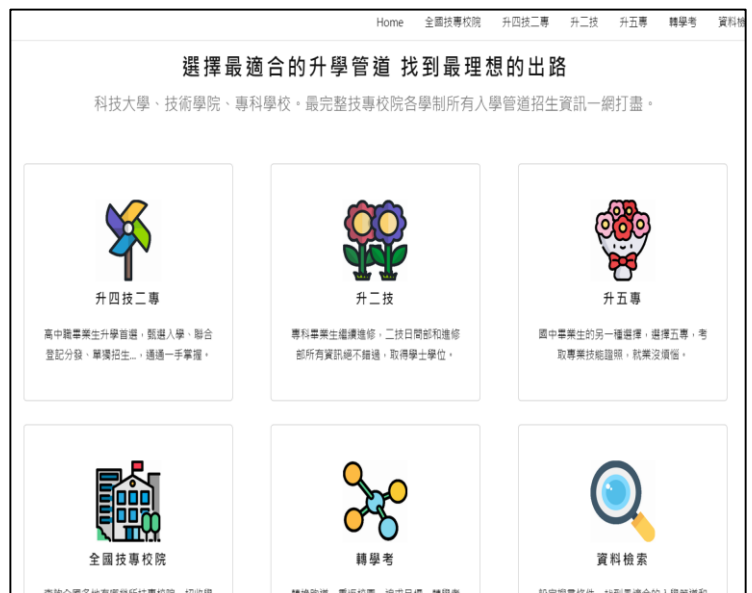 Home 全國技專校院 升四技二專 升二技 升五專 轉學考 資料檢
選擇最適合的升學管道 找到最理想的出路
科技大學、技術學院、專科學校。最完整技專校院各學制所有入學管道招生資訊一網打盡。
升四技二專
高中職畢業生升學首選，甄選入學、聯合
登記分發、單獨招生...，通通一手掌握。
升二技
專科畢業生繼續進修，二技日間部和進修
部所有資訊絕不錯過，取得學士學位。
升五專
國中畢業生的另一種選擇，選擇五專，考
取專業技能證照，就業沒煩惱。
全國技專校院
轉學考
資料檢索